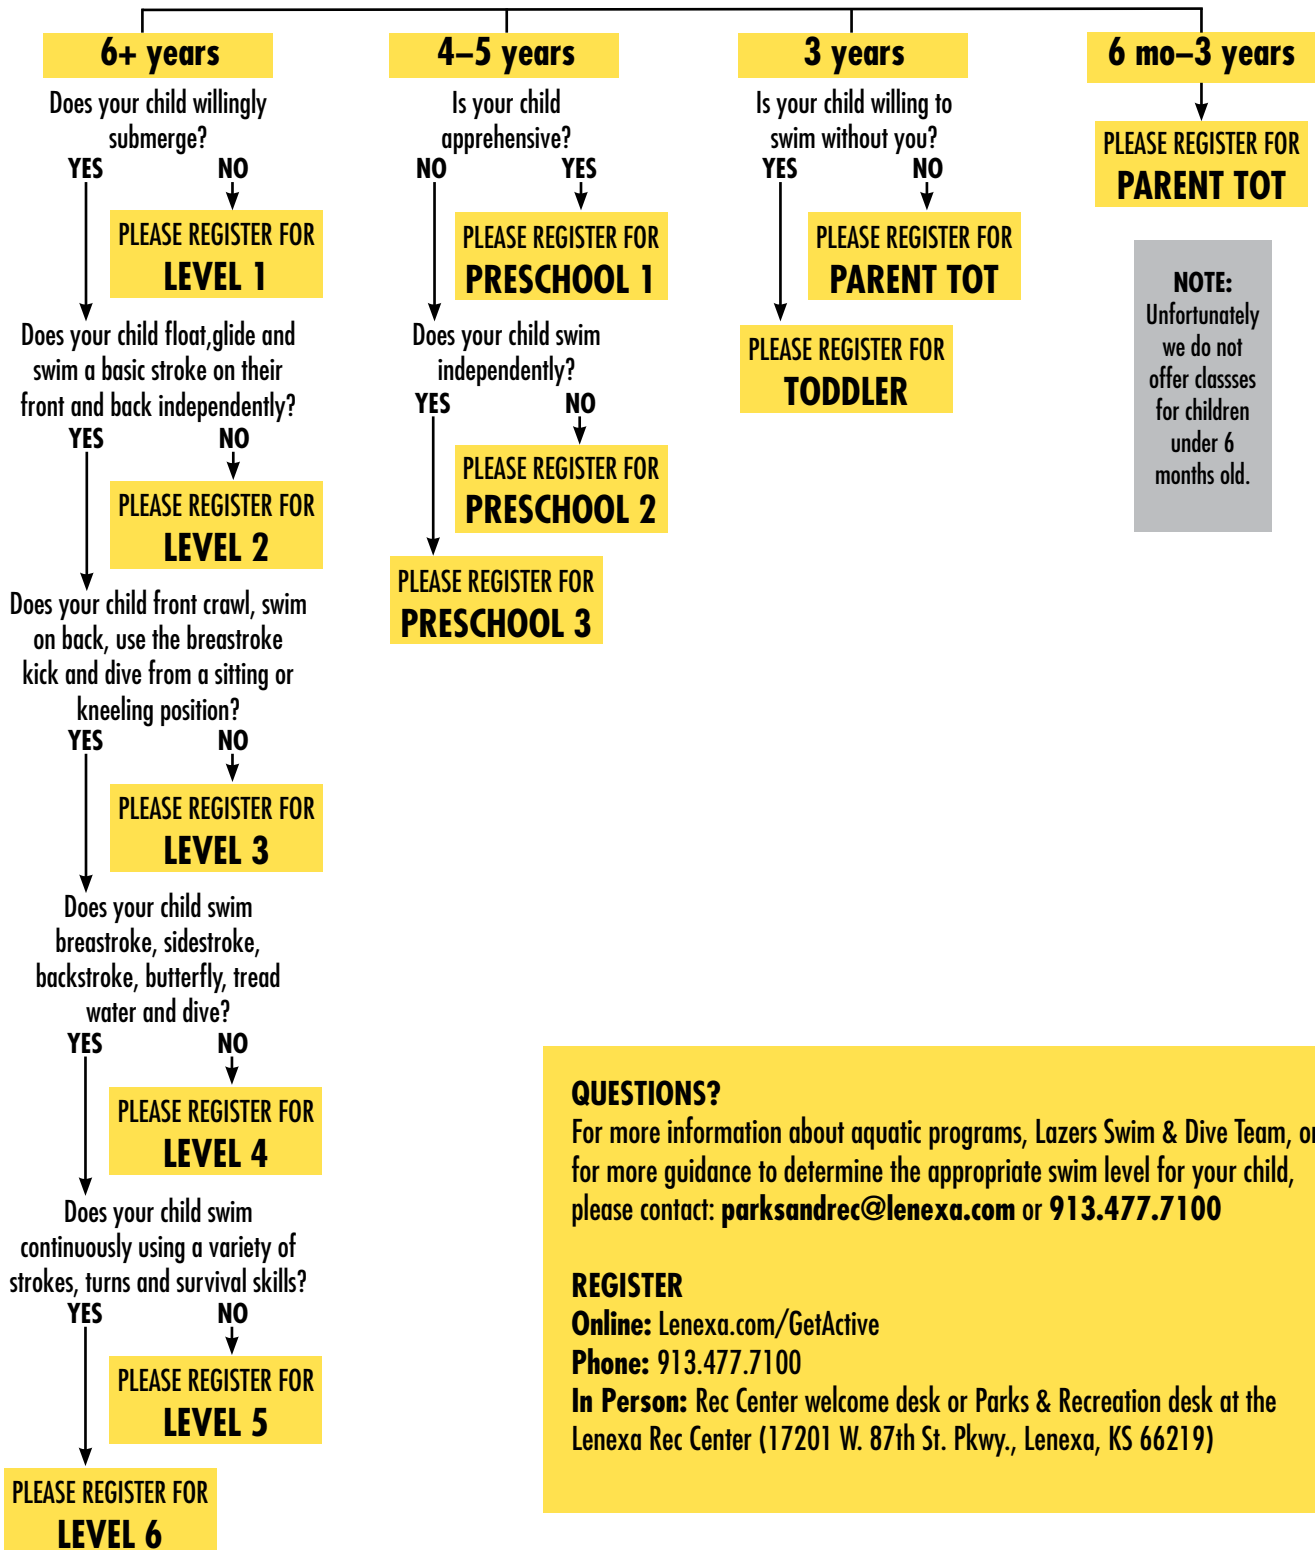 6+ years
Does your child willingly
submerge?
YES NO
PLEASE REGISTER FOR
LEVEL 1
Does your child float,glide and
swim a basic stroke on their
front and back independently?
YES NO
PLEASE REGISTER FOR
LEVEL 2
Does your child front crawl, swim
on back, use the breastroke
kick and dive from a sitting or
kneeling position?
YES NO
PLEASE REGISTER FOR
LEVEL 3
Does your child swim
breastroke, sidestroke,
backstroke, butterfly, tread
water and dive?
YES NO
PLEASE REGISTER FOR
LEVEL 4
Does your child swim
continuously using a variety of
strokes, turns and survival skills?
YES NO
PLEASE REGISTER FOR
LEVEL 5
PLEASE REGISTER FOR
LEVEL 6
4–5 years
Is your child
apprehensive?
NO YES
PLEASE REGISTER FOR
PRESCHOOL 1
Does your child swim
independently?
YES NO
PLEASE REGISTER FOR
PRESCHOOL 2
PLEASE REGISTER FOR
PRESCHOOL 3
3 years
Is your child willing to
swim without you?
YES NO
PLEASE REGISTER FOR
PARENT TOT
PLEASE REGISTER FOR
TODDLER
6 mo–3 years
PLEASE REGISTER FOR
PARENT TOT
NOTE:
Unfortunately
we do not
offer classses
for children
under 6
months old.
QUESTIONS?
For more information about aquatic programs, Lazers Swim & Dive Team, or
for more guidance to determine the appropriate swim level for your child,
please contact: parksandrec@lenexa.com or 913.477.7100
REGISTER
Online: Lenexa.com/GetActive
Phone: 913.477.7100
In Person: Rec Center welcome desk or Parks & Recreation desk at the
Lenexa Rec Center (17201 W. 87th St. Pkwy., Lenexa, KS 66219)